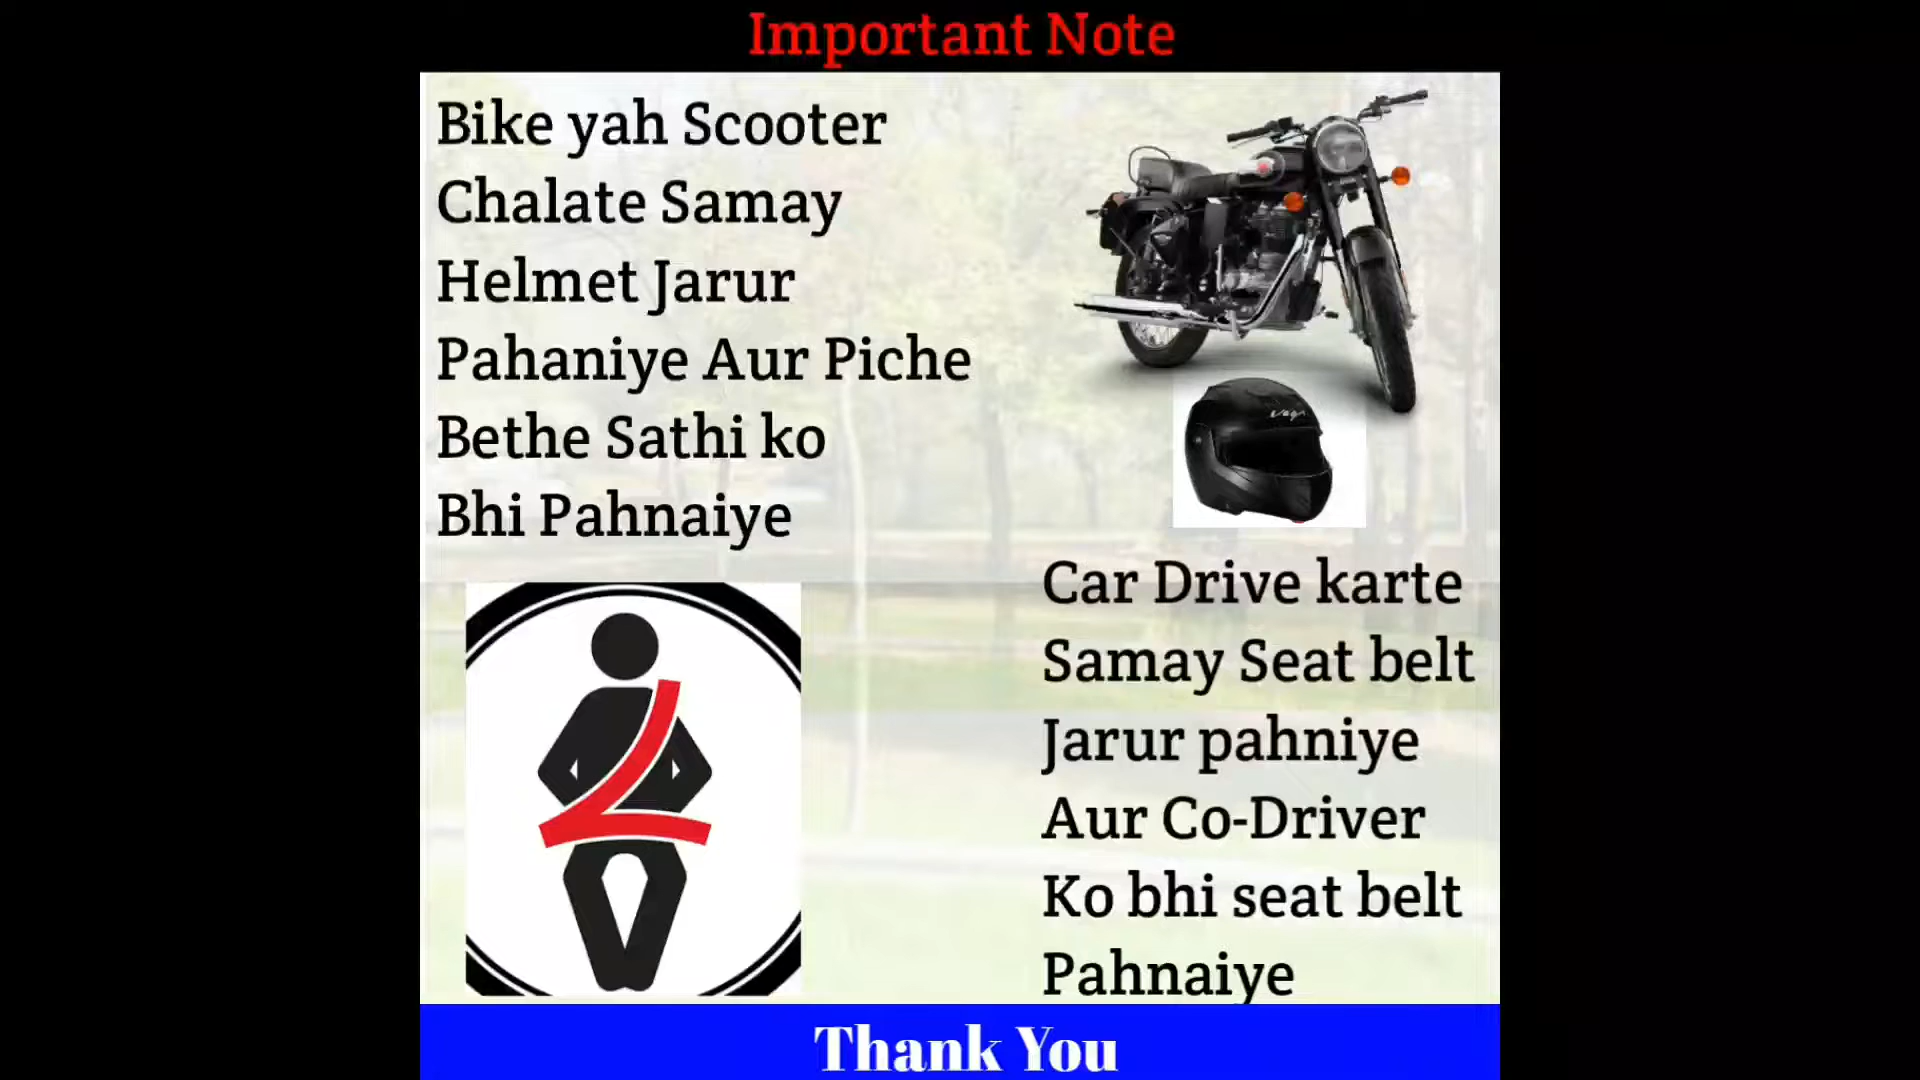 Important Note
Bike yah Scooter
Chalate Samay
Helmet Jarur
Pahaniye Aur Piche
Bethe Sathi ko
Bhi Pahnaiye
Car Drive karte
Samay Seat belt
Jarur pahniye
Aur Co-Driver
Ko bhi seat belt
Pahnaiye
Thank You